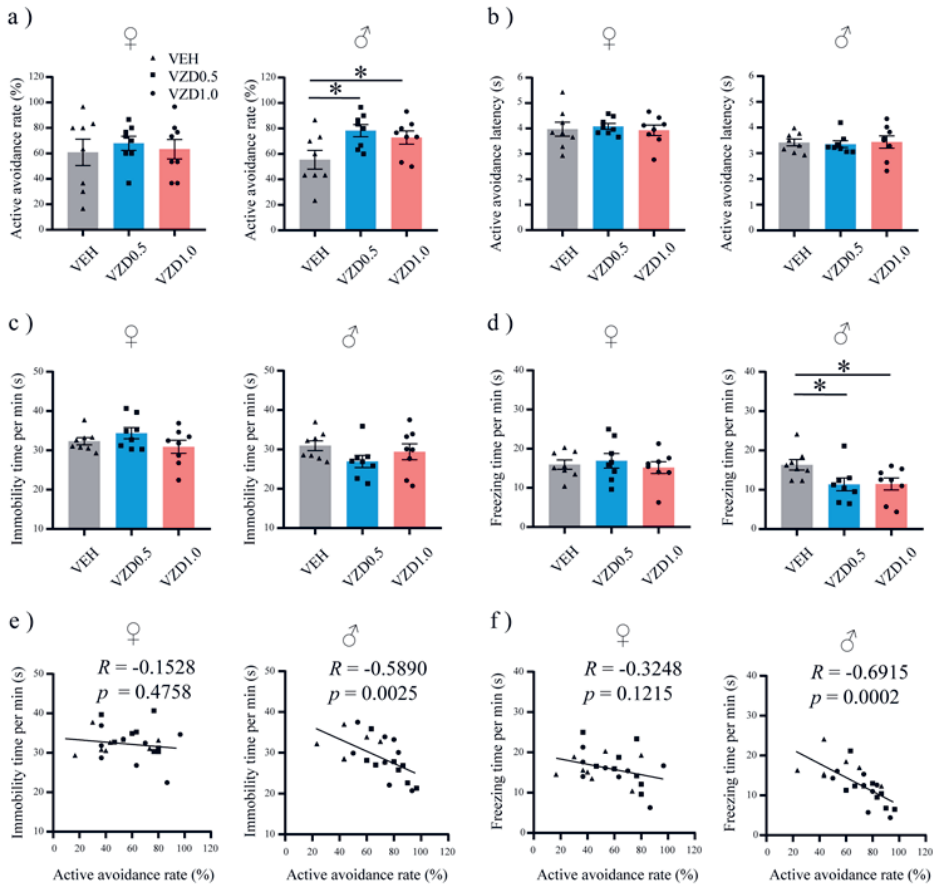 a )
♀
▲ VEH
■ VZD0.5
● VZD1.0
Active avoidance rate (%)
120
100
80
60
40
20
0
VEH
VZD0.5
VZD1.0
♂
*
*
Active avoidance rate (%)
120
100
80
60
40
20
0
VEH
VZD0.5
VZD1.0
b )
♀
Active avoidance latency (s)
6
5
4
3
2
1
0
VEH
VZD0.5
VZD1.0
♂
Active avoidance latency (s)
6
5
4
3
2
1
0
VEH
VZD0.5
VZD1.0
c )
♀
Immobility time per min (s)
50
40
30
20
10
VEH
VZD0.5
VZD1.0
♂
Immobility time per min (s)
50
40
30
20
10
VEH
VZD0.5
VZD1.0
d )
♀
Freezing time per min (s)
40
30
20
10
0
VEH
VZD0.5
VZD1.0
♂
*
*
Freezing time per min (s)
40
30
20
10
0
VEH
VZD0.5
VZD1.0
e )
♀
R = -0.1528
p = 0.4758
Immobility time per min (s)
50
40
30
20
10
0 20 40 60 80 100 120
Active avoidance rate (%)
♂
R = -0.5890
p = 0.0025
Immobility time per min (s)
50
40
30
20
10
0 20 40 60 80 100 120
Active avoidance rate (%)
f )
♀
R = -0.3248
p = 0.1215
Freezing time per min (s)
40
30
20
10
0
0 20 40 60 80 100 120
Active avoidance rate (%)
♂
R = -0.6915
p = 0.0002
Freezing time per min (s)
40
30
20
10
0
0 20 40 60 80 100 120
Active avoidance rate (%)